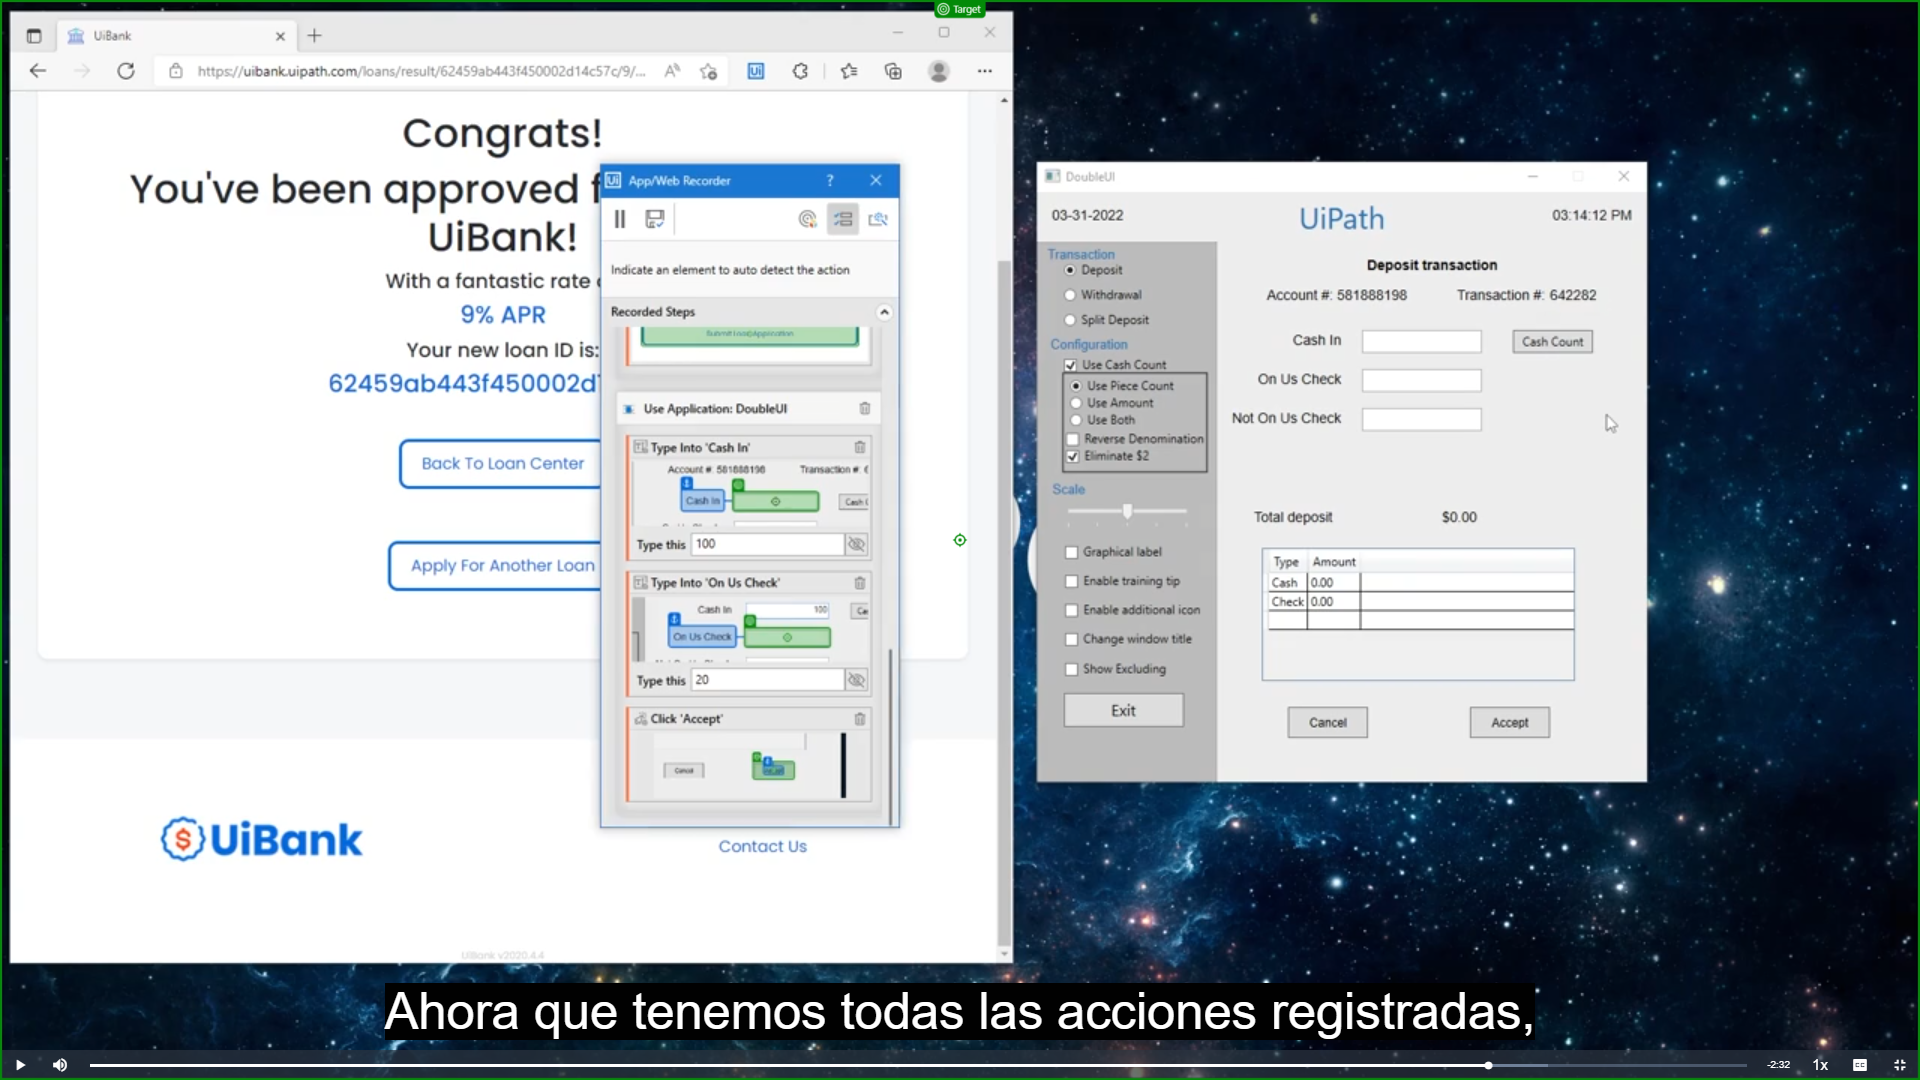 Target
UiBank
https://uibank.uipath.com/loans/result/62459ab443f450002d14c57c/9/...
Congrats!
You've been approved f
UiBank!
With a fantastic rate
9% APR
Your new loan ID is:
62459ab443f450002d1
Back To Loan Center
Apply For Another Loan
UiBank
Contact Us
UiBank v2020.4.4
Ui App/Web Recorder ?
Indicate an element to auto detect the action
Recorded Steps
Submit Loan Application
Use Application: DoubleUI
Type Into 'Cash In'
Account #: 581888198 Transaction #:
Cash In
Type this 100
Type Into 'On Us Check'
Cash In 100 Ca
On Us Check
Type this 20
Click 'Accept'
Cancel
DoubleUI
03-31-2022 UiPath 03:14:12 PM
Transaction
Deposit
Withdrawal
Split Deposit
Configuration
Use Cash Count
Use Piece Count
Use Amount
Use Both
Reverse Denomination
Eliminate $2
Scale
Graphical label
Enable training tip
Enable additional icon
Change window title
Show Excluding
Exit
Deposit transaction
Account #: 581888198 Transaction #: 642282
Cash In Cash Count
On Us Check
Not On Us Check
Total deposit $0.00
Type Amount
Cash 0.00
Check 0.00
Cancel Accept
Ahora que tenemos todas las acciones registradas,
-2:32 1x CC